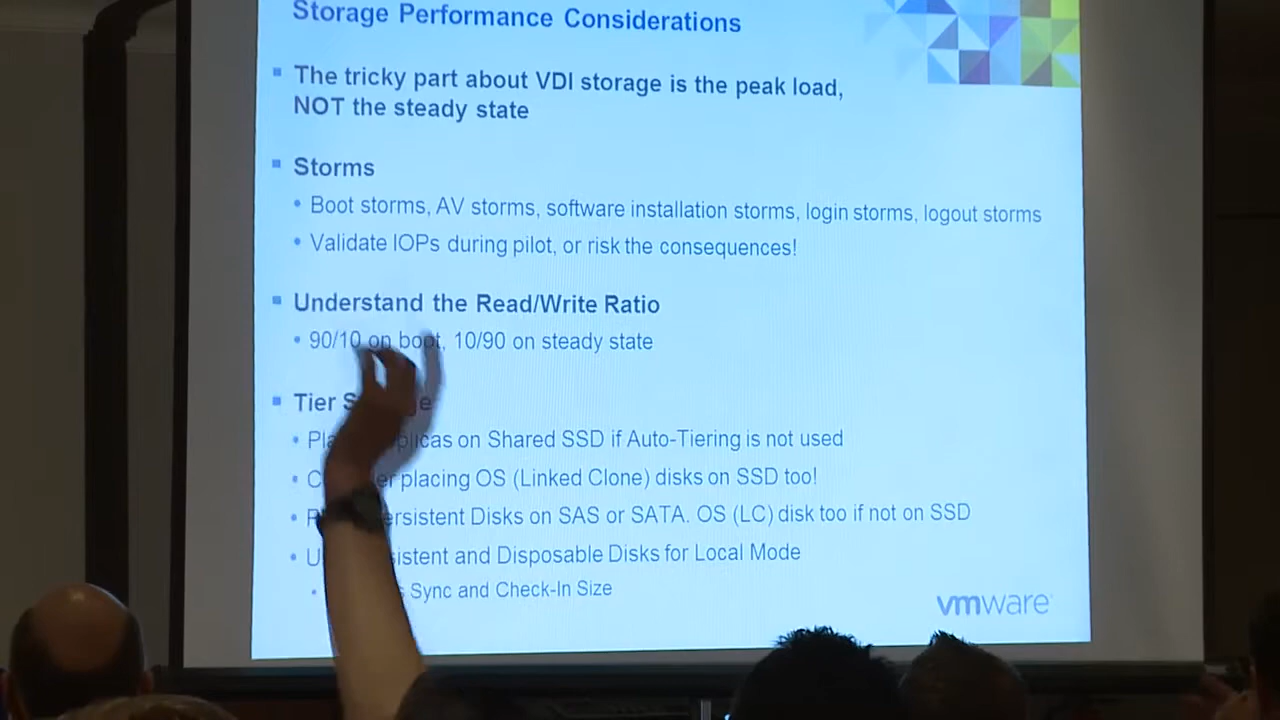 Storage Performance Considerations
The tricky part about VDI storage is the peak load,
NOT the steady state
Storms
Boot storms, AV storms, software installation storms, login storms, logout storms
Validate IOPs during pilot, or risk the consequences!
Understand the Read/Write Ratio
90/10 on boot, 10/90 on steady state
Tier
on Shared SSD if Auto-Tiering is not used
placing OS (Linked Clone) disks on SSD too!
Disks on SAS or SATA. OS (LC) disk too if not on SSD
and Disposable Disks for Local Mode
Sync and Check-In Size
vmware